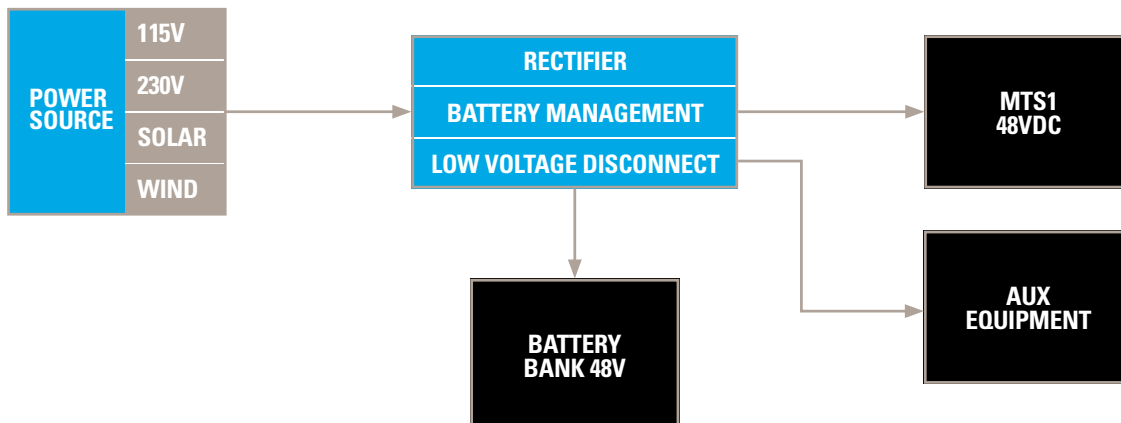 POWER
SOURCE
115V
230V
SOLAR
WIND
RECTIFIER
BATTERY MANAGEMENT
LOW VOLTAGE DISCONNECT
MTS1
48VDC
AUX
EQUIPMENT
BATTERY
BANK 48V